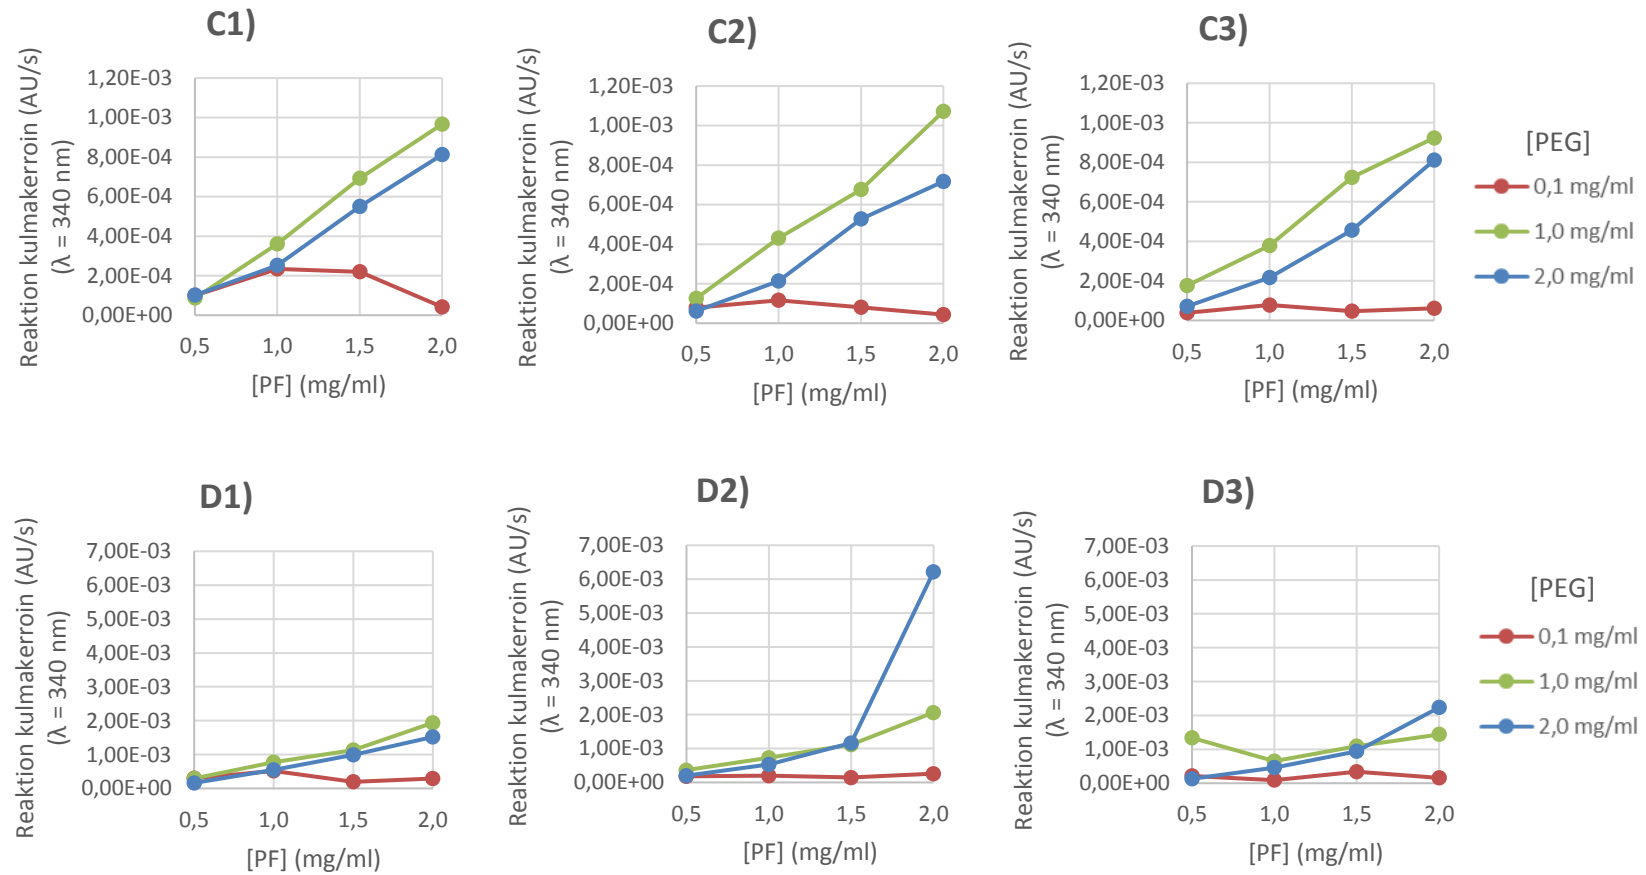 C1)
Reaktion kulmakerroin (AU/s)
(λ = 340 nm)
1,20E-03
1,00E-03
8,00E-04
6,00E-04
4,00E-04
2,00E-04
0,00E+00
0,5 1,0 1,5 2,0
[PF] (mg/ml)
C2)
Reaktion kulmakerroin (AU/s)
(λ = 340 nm)
1,20E-03
1,00E-03
8,00E-04
6,00E-04
4,00E-04
2,00E-04
0,00E+00
0,5 1,0 1,5 2,0
[PF] (mg/ml)
C3)
Reaktion kulmakerroin (AU/s)
(λ = 340 nm)
1,20E-03
1,00E-03
8,00E-04
6,00E-04
4,00E-04
2,00E-04
0,00E+00
0,5 1,0 1,5 2,0
[PF] (mg/ml)
[PEG]
0,1 mg/ml
1,0 mg/ml
2,0 mg/ml
D1)
Reaktion kulmakerroin (AU/s)
(λ = 340 nm)
7,00E-03
6,00E-03
5,00E-03
4,00E-03
3,00E-03
2,00E-03
1,00E-03
0,00E+00
0,5 1,0 1,5 2,0
[PF] (mg/ml)
D2)
Reaktion kulmakerroin (AU/s)
(λ = 340 nm)
7,00E-03
6,00E-03
5,00E-03
4,00E-03
3,00E-03
2,00E-03
1,00E-03
0,00E+00
0,5 1,0 1,5 2,0
[PF] (mg/ml)
D3)
Reaktion kulmakerroin (AU/s)
(λ = 340 nm)
7,00E-03
6,00E-03
5,00E-03
4,00E-03
3,00E-03
2,00E-03
1,00E-03
0,00E+00
0,5 1,0 1,5 2,0
[PF] (mg/ml)
[PEG]
0,1 mg/ml
1,0 mg/ml
2,0 mg/ml